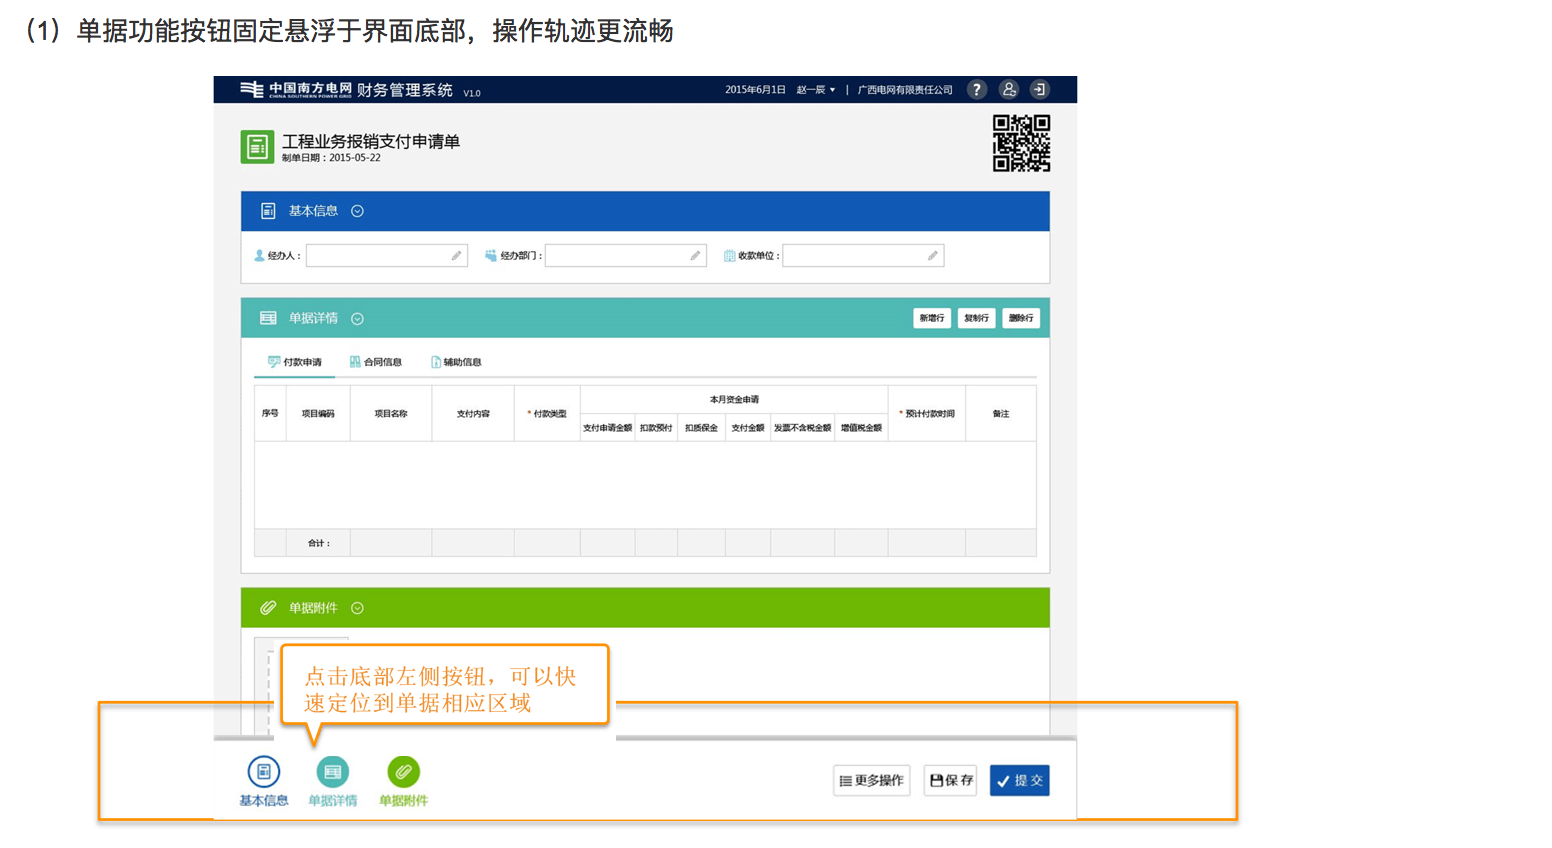 (1) 单据功能按钮固定悬浮于界面底部，操作轨迹更流畅
中国南方电网 财务管理系统 V1.0
CHINA SOUTHERN POWER GRID
2015年6月1日 赵一辰 ▼ | 广西电网有限责任公司 ?
工程业务报销支付申请单
制单日期：2015-05-22
基本信息
经办人： 经办部门： 收款单位：
单据详情 新增行 复制行 删除行
付款申请 合同信息 辅助信息
序号 项目编码 项目名称 支付内容 * 付款类型 本月资金申请 * 预计付款时间 备注
支付申请金额 扣款预付 扣质保金 支付金额 发票不含税金额 增值税金额
合计：
单据附件
点击底部左侧按钮，可以快
速定位到单据相应区域
基本信息 单据详情 单据附件 更多操作 保存 提交